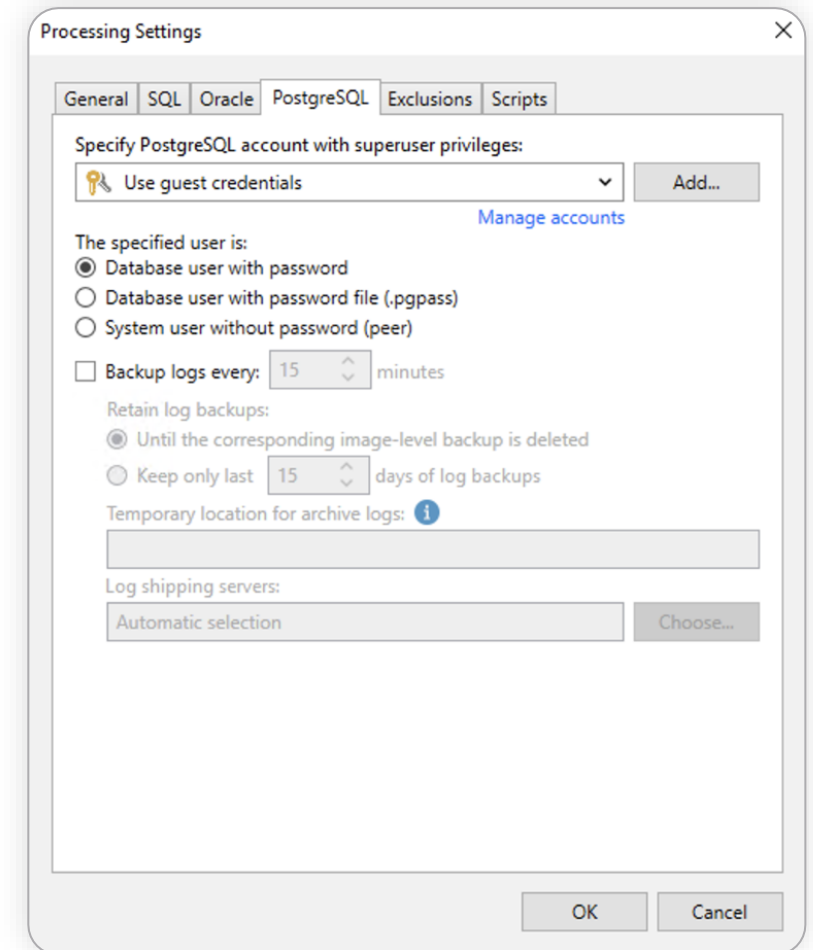 Processing Settings
General SQL Oracle PostgreSQL Exclusions Scripts
Specify PostgreSQL account with superuser privileges:
Use guest credentials Add...
Manage accounts
The specified user is:
Database user with password
Database user with password file (.pgpass)
System user without password (peer)
Backup logs every: 15 minutes
Retain log backups:
Until the corresponding image-level backup is deleted
Keep only last 15 days of log backups
Temporary location for archive logs: i
Log shipping servers:
Automatic selection Choose...
OK Cancel